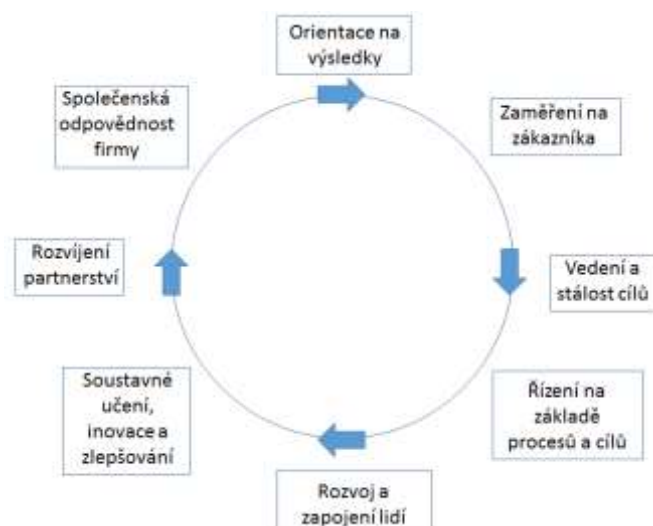 Orientace na
výsledky
Společenská
odpovědnost
firmy
Zaměření na
zákazníka
Rozvíjení
partnerství
Vedení a
stálost cílů
Soustavné
učení,
inovace a
zlepšování
Řízení na
základě
procesů a cílů
Rozvoj a
zapojení lidí